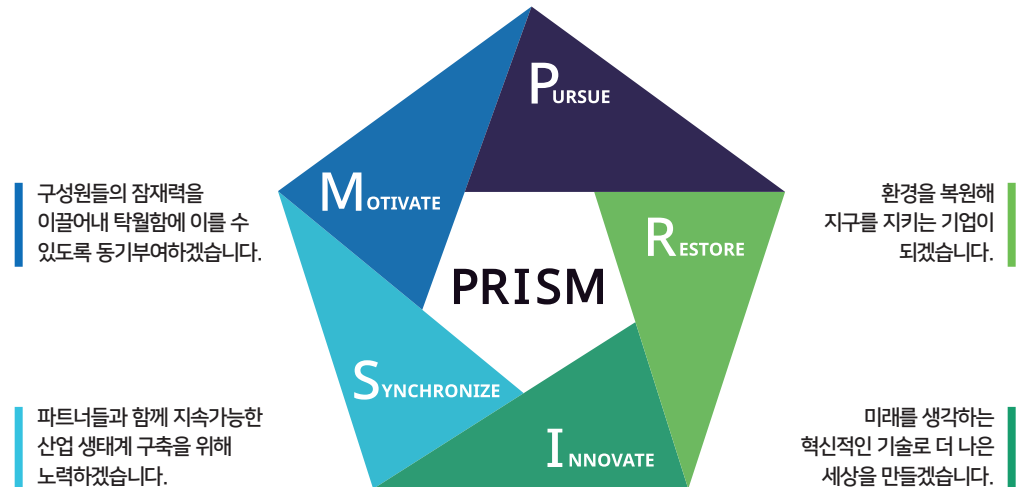 PURSUE
MOTIVATE
구성원들의 잠재력을
이끌어내 탁월함에 이를 수
있도록 동기부여하겠습니다.
환경을 복원해
지구를 지키는 기업이
되겠습니다.
RESTORE
PRISM
SYNCHRONIZE
파트너들과 함께 지속가능한
산업 생태계 구축을 위해
노력하겠습니다.
INNOVATE
미래를 생각하는
혁신적인 기술로 더 나은
세상을 만들겠습니다.